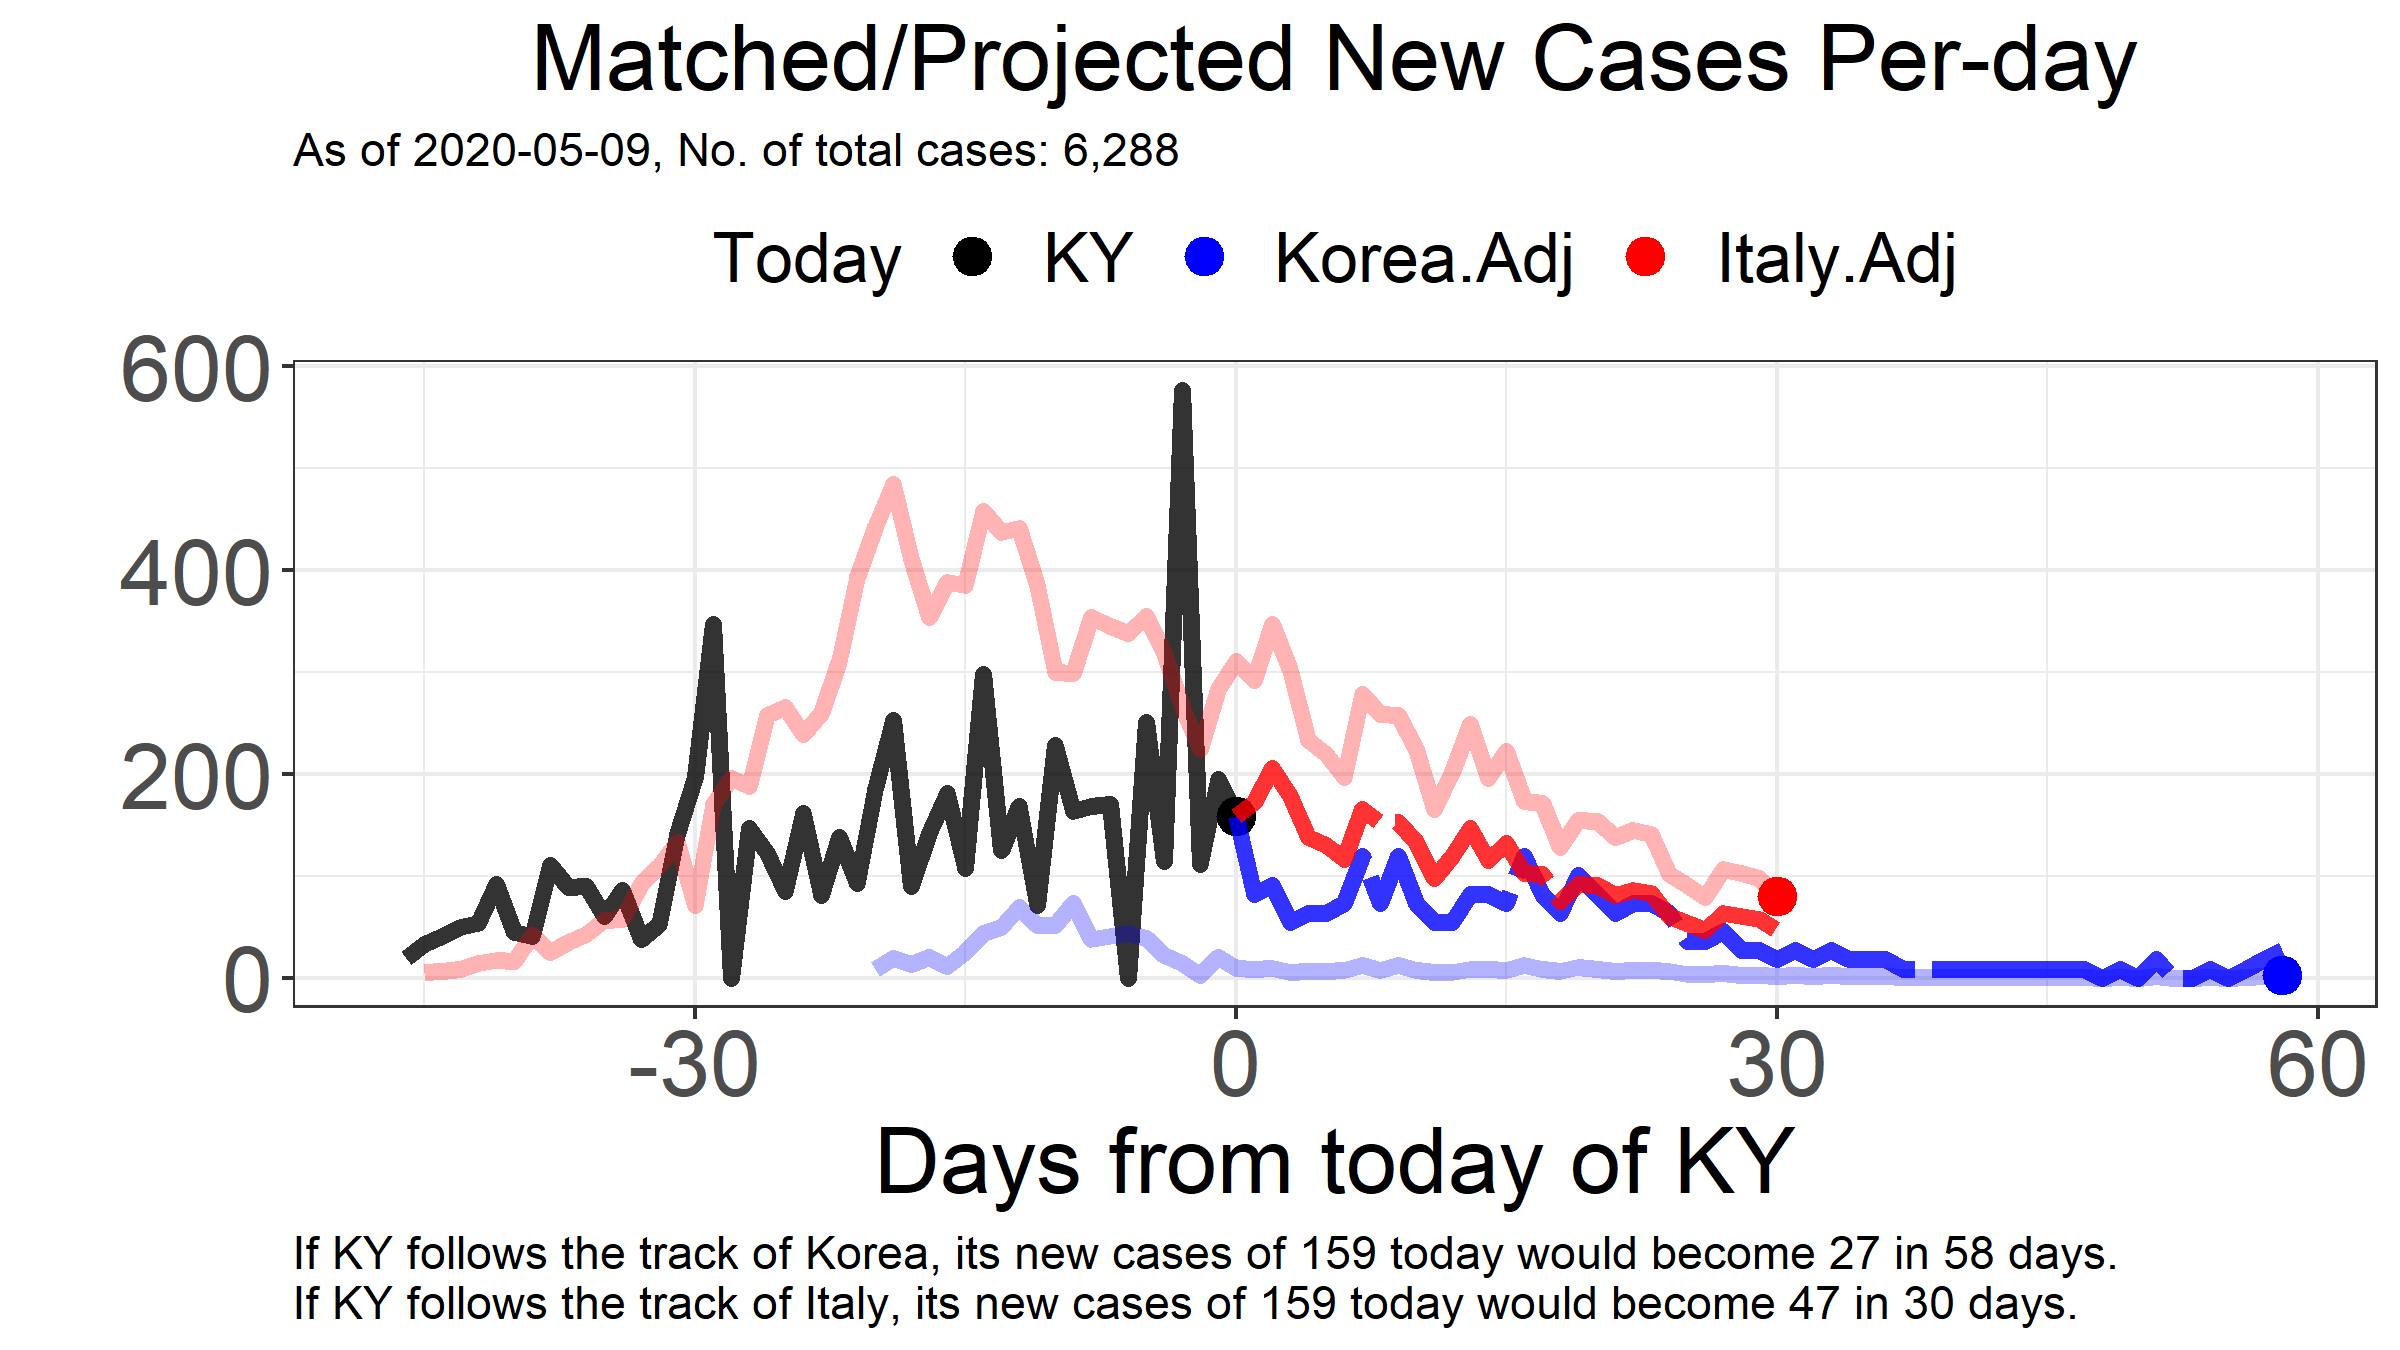 Matched/Projected New Cases Per-day
As of 2020-05-09, No. of total cases: 6,288
Today KY Korea.Adj Italy.Adj
600
400
200
0
-30 0 30 60
Days from today of KY
If KY follows the track of Korea, its new cases of 159 today would become 27 in 58 days.
If KY follows the track of Italy, its new cases of 159 today would become 47 in 30 days.